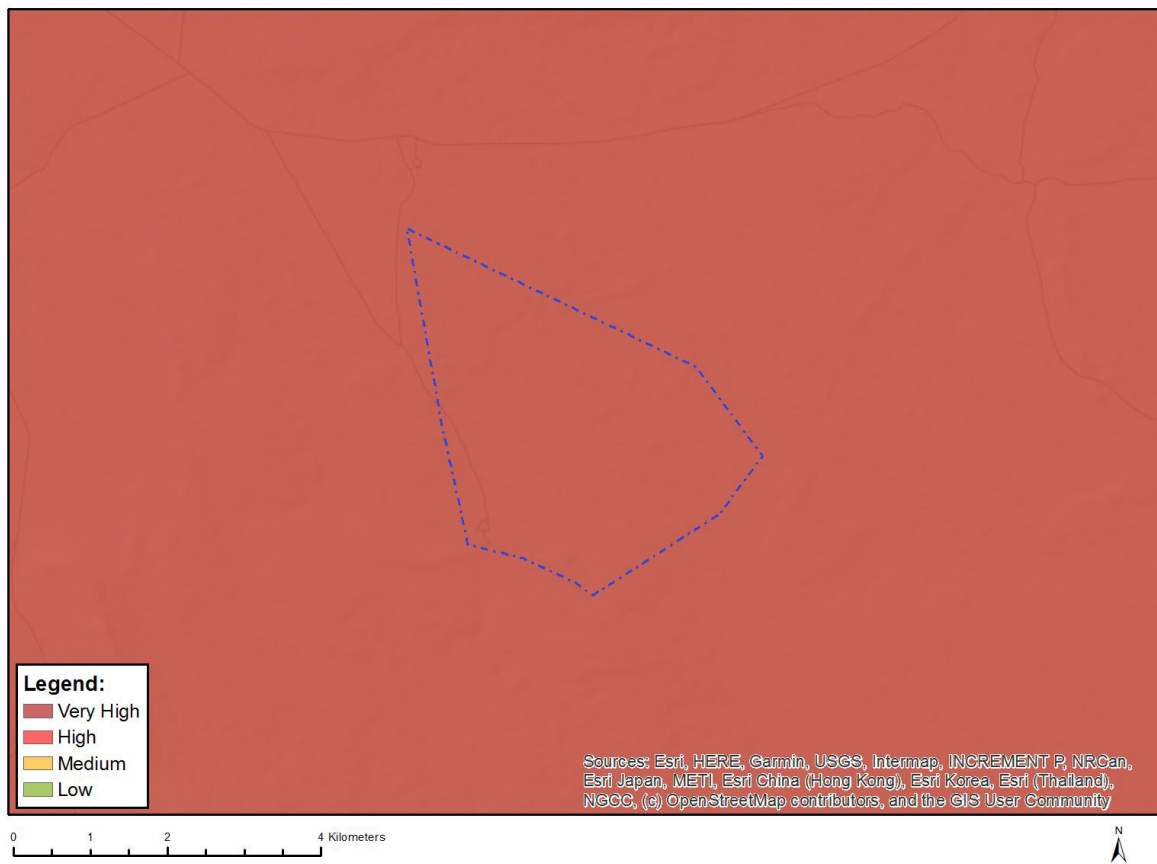 Legend:
Very High
High
Medium
Low
Sources: Esri, HERE, Garmin, USGS, Intermap, INCREMENT P, NRCan,
Esri Japan, METI, Esri China (Hong Kong), Esri Korea, Esri (Thailand),
NGCC, (c) OpenStreetMap contributors, and the GIS User Community
0 1 2 4 Kilometers
N